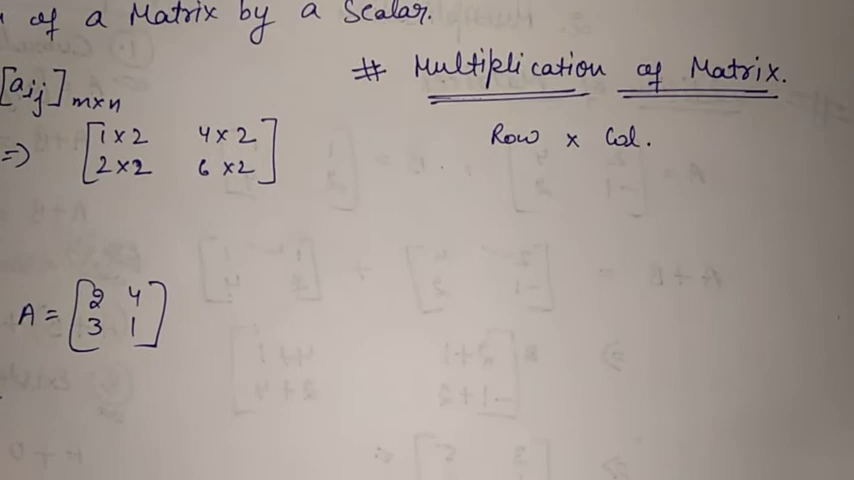 of a Matrix by a Scalar.
[aij]m×n
=> [1×2 4×2
2×2 6×2]
A = [2 4
3 1]
# Multiplication of Matrix.
Row × Col.